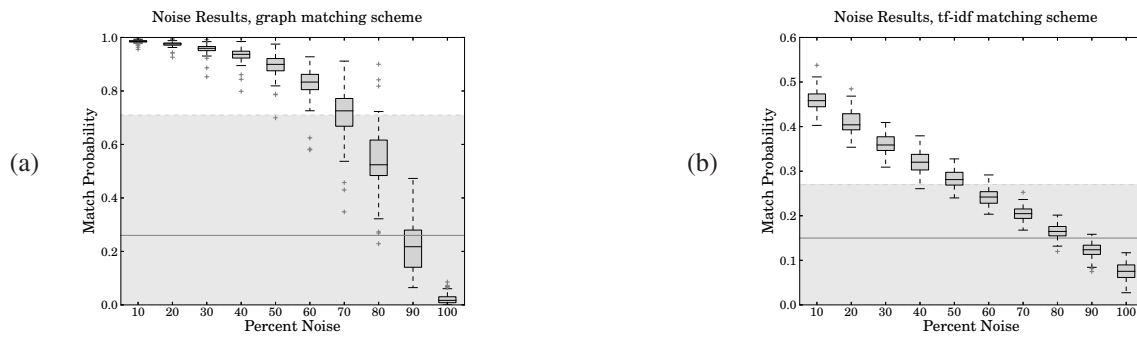 (a)
Noise Results, graph matching scheme
Match Probability
1.0
0.8
0.6
0.4
0.2
0.0
10 20 30 40 50 60 70 80 90 100
Percent Noise
(b)
Noise Results, tf-idf matching scheme
Match Probability
0.6
0.5
0.4
0.3
0.2
0.1
0.0
10 20 30 40 50 60 70 80 90 100
Percent Noise